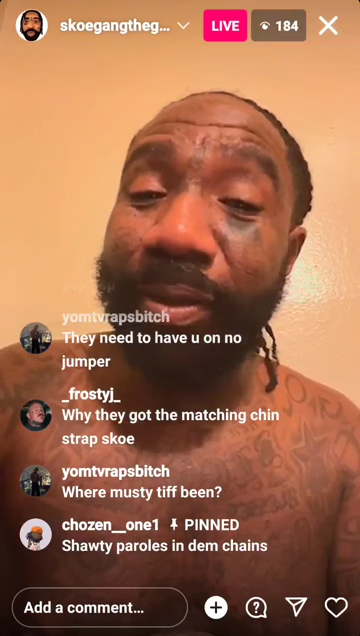 skoegangtheg...
LIVE
184
yomtvrapsbitch
They need to have u on no
jumper
_frostyj_
Why they got the matching chin
strap skoe
yomtvrapsbitch
Where musty tiff been?
chozen__one1 PINNED
Shawty paroles in dem chains
Add a comment...